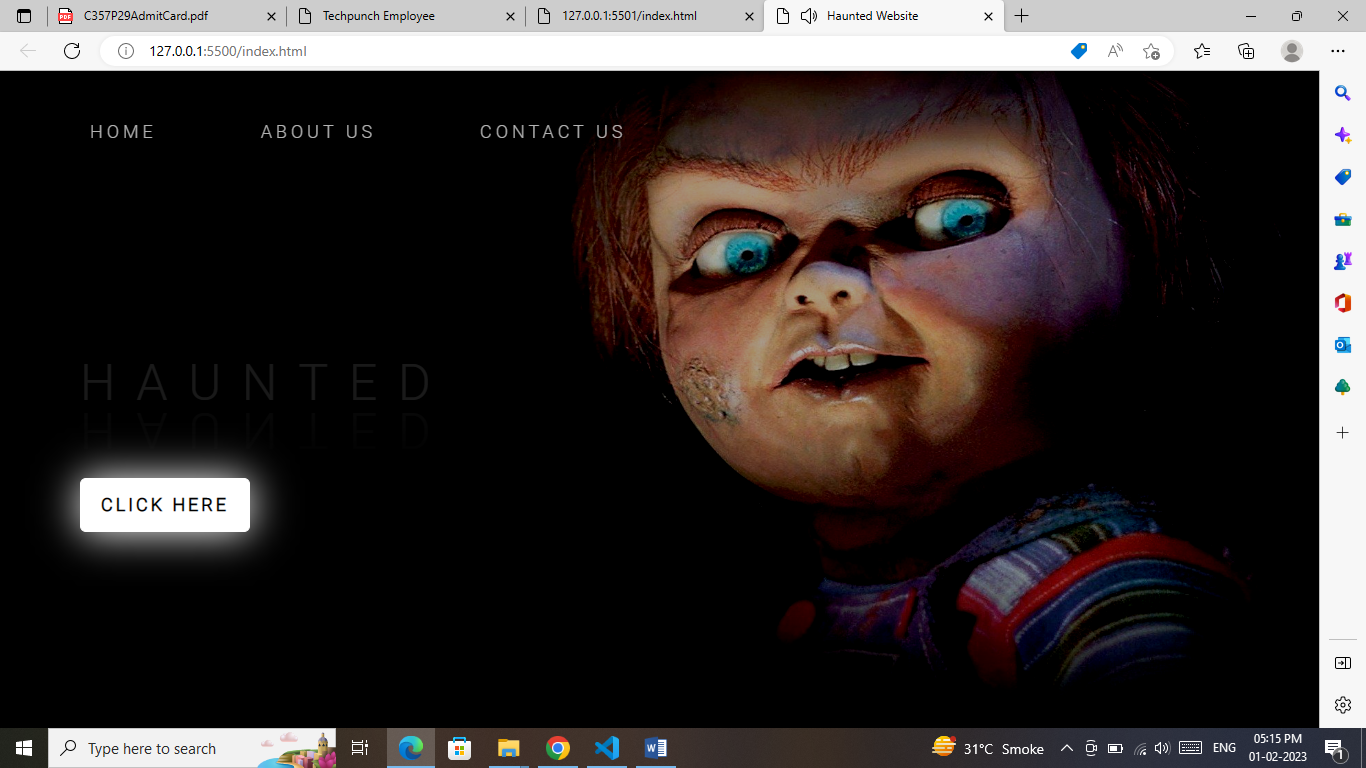 C357P29AdmitCard.pdf
Techpunch Employee
127.0.0.1:5501/index.html
Haunted Website
127.0.0.1:5500/index.html
HOME ABOUT US CONTACT US
HAUNTED
HAUNTED
CLICK HERE
Type here to search
31°C Smoke
ENG
05:15 PM
01-02-2023
1